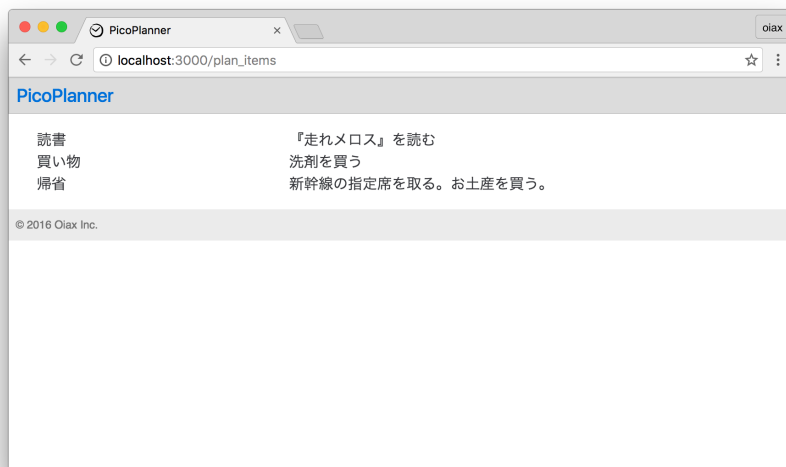 PicoPlanner
oiax
localhost:3000/plan_items
PicoPlanner
読書 『走れメロス』を読む
買い物 洗剤を買う
帰省 新幹線の指定席を取る。お土産を買う。
© 2016 Oiax Inc.